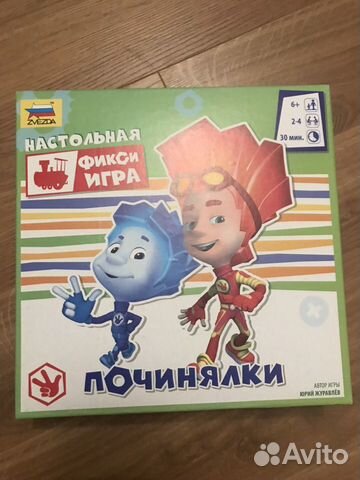 ZVEZDA
НАСТОЛЬНАЯ
ФИКСИ
ИГРА
6+
2-4
30 мин.
ПОЧИНЯЛКИ
АВТОР ИГРЫ
ЮРИЙ ЖУРАВЛЁВ
Avito